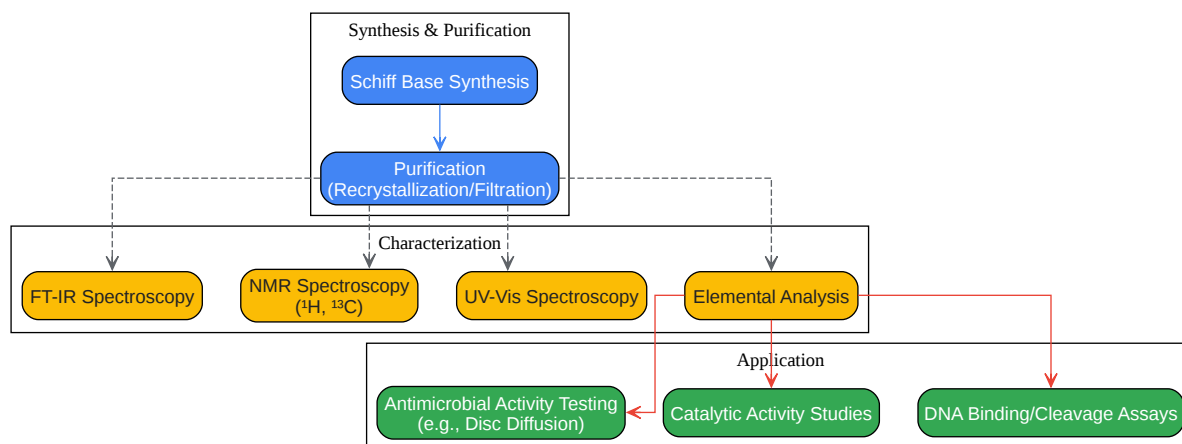 Synthesis & Purification
Schiff Base Synthesis
Purification
(Recrystallization/Filtration)
Characterization
FT-IR Spectroscopy
NMR Spectroscopy
(¹H, ¹³C)
UV-Vis Spectroscopy
Elemental Analysis
Application
Antimicrobial Activity Testing
(e.g., Disc Diffusion)
Catalytic Activity Studies
DNA Binding/Cleavage Assays